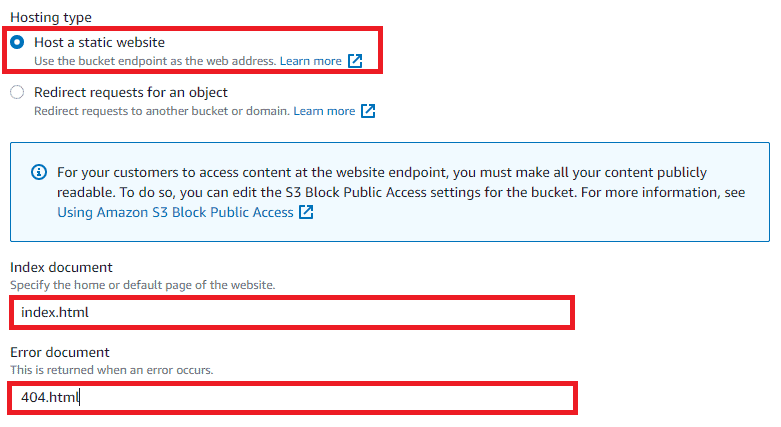 Hosting type
Host a static website
Use the bucket endpoint as the web address. Learn more
Redirect requests for an object
Redirect requests to another bucket or domain. Learn more
For your customers to access content at the website endpoint, you must make all your content publicly
readable. To do so, you can edit the S3 Block Public Access settings for the bucket. For more information, see
Using Amazon S3 Block Public Access
Index document
Specify the home or default page of the website.
index.html
Error document
This is returned when an error occurs.
404.html